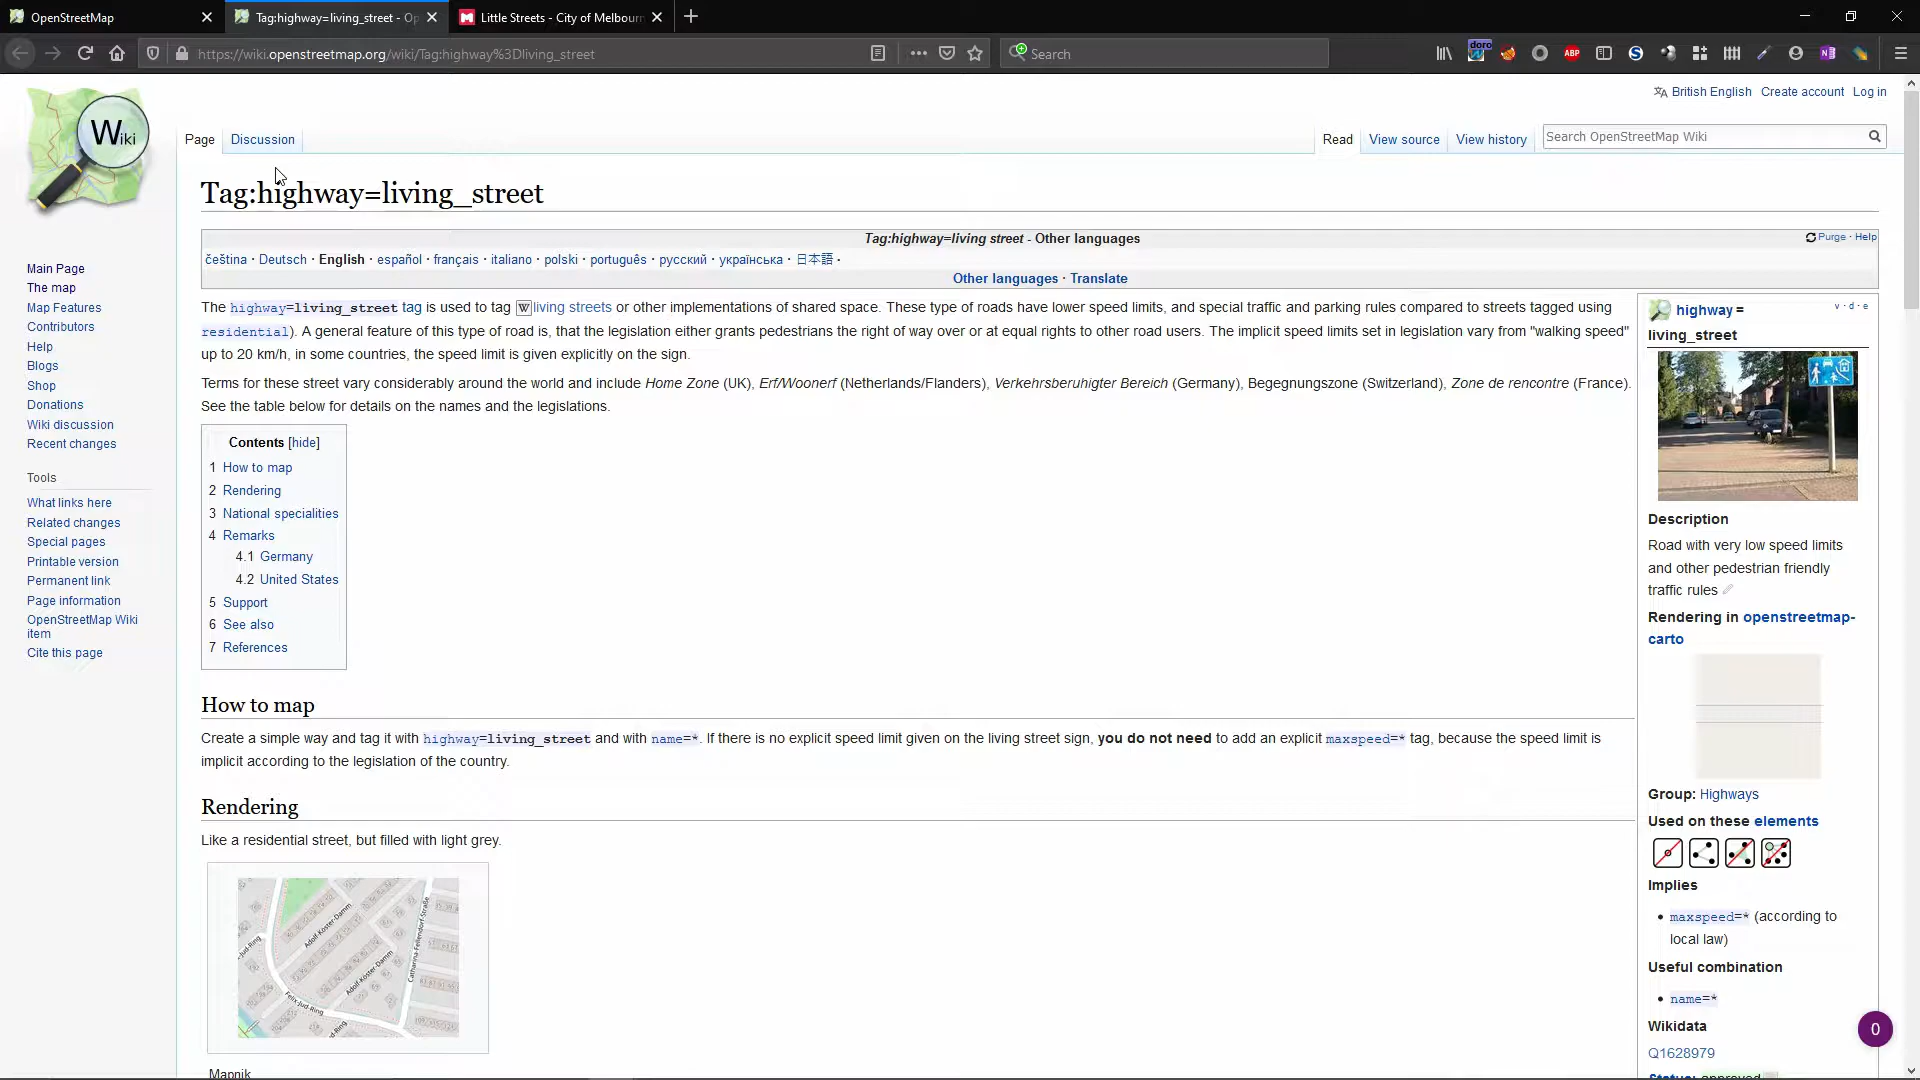 OpenStreetMap
Tag:highway=living_street - Op
Little Streets - City of Melbourn
https://wiki.openstreetmap.org/wiki/Tag:highway%3Dliving_street
Search
doro
ABP
Wiki
British English Create account Log in
Page Discussion
Read View source View history
Search OpenStreetMap Wiki
Tag:highway=living_street
Tag:highway=living street - Other languages
Purge · Help
čeština · Deutsch · English · español · français · italiano · polski · português · русский · українська · 日本語 ·
Other languages · Translate
Main Page
The map
Map Features
Contributors
Help
Blogs
Shop
Donations
Wiki discussion
Recent changes
Tools
What links here
Related changes
Special pages
Printable version
Permanent link
Page information
OpenStreetMap Wiki
item
Cite this page
The highway=living_street tag is used to tag W living streets or other implementations of shared space. These type of roads have lower speed limits, and special traffic and parking rules compared to streets tagged using
residential). A general feature of this type of road is, that the legislation either grants pedestrians the right of way over or at equal rights to other road users. The implicit speed limits set in legislation vary from "walking speed"
up to 20 km/h, in some countries, the speed limit is given explicitly on the sign.
Terms for these street vary considerably around the world and include Home Zone (UK), Erf/Woonerf (Netherlands/Flanders), Verkehrsberuhigter Bereich (Germany), Begegnungszone (Switzerland), Zone de rencontre (France).
See the table below for details on the names and the legislations.
Contents [hide]
1 How to map
2 Rendering
3 National specialities
4 Remarks
4.1 Germany
4.2 United States
5 Support
6 See also
7 References
How to map
Create a simple way and tag it with highway=living_street and with name=*. If there is no explicit speed limit given on the living street sign, you do not need to add an explicit maxspeed=* tag, because the speed limit is
implicit according to the legislation of the country.
Rendering
Like a residential street, but filled with light grey.
Adolf-Köster-Damm
Adolf-Köster-Damm
Catharina-Fellendorf-Straße
Felix-Jud-Ring
Mapnik
highway =
v · d · e
living_street
Description
Road with very low speed limits
and other pedestrian friendly
traffic rules
Rendering in openstreetmap-
carto
Group: Highways
Used on these elements
Implies
• maxspeed=* (according to
local law)
Useful combination
• name=*
Wikidata
Q1628979
Status: approved
0